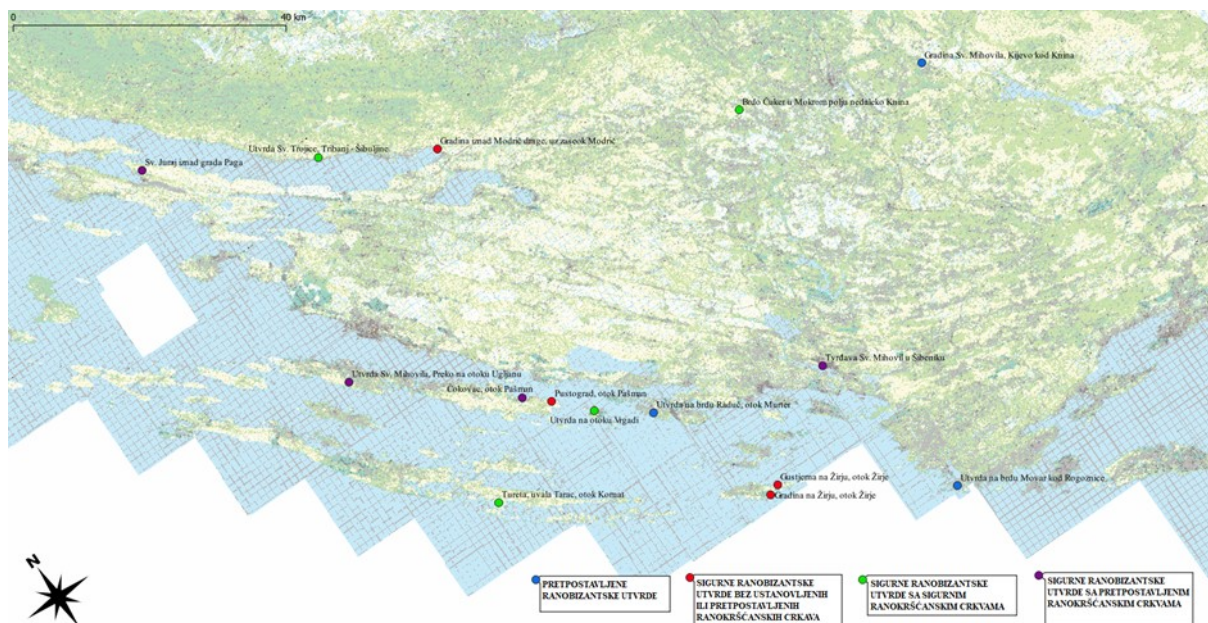 0 40 km
Gradina Sv. Mihovila, Kijevo kod Knina
Brdo Čuker u Mokrom polju nedaleko Knina
Gradina iznad Modrič drage, uz zaseok Modrič
Utvrda Sv. Trojice, Tribanj - Šibuljine
Sv. Juraj iznad grada Paga
Tvrđava Sv. Mihovil u Šibeniku
Utvrda Sv. Mihovila, Preko na otoku Ugljanu
Ćokovac, otok Pašman
Pustograd, otok Pašman
Utvrda na brdu Raduč, otok Murter
Utvrda na otoku Vrgadi
Gustjerna na Žirju, otok Žirje
Utvrda na brdu Movar kod Rogoznice
Gradina na Žirju, otok Žirje
Tureta, uvala Tarac, otok Kornat
N
PRETPOSTAVLJENE
RANOBIZANTSKE UTVRDE
SIGURNE RANOBIZANTSKE
UTVRDE BEZ USTANOVLJENIH
ILI PRETPOSTAVLJENIH
RANOKRŠĆANSKIH CRKAVA
SIGURNE RANOBIZANTSKE
UTVRDE SA SIGURNIM
RANOKRŠĆANSKIM CRKVAMA
SIGURNE RANOBIZANTSKE
UTVRDE SA PRETPOSTAVLJENIM
RANOKRŠĆANSKIM CRKVAMA